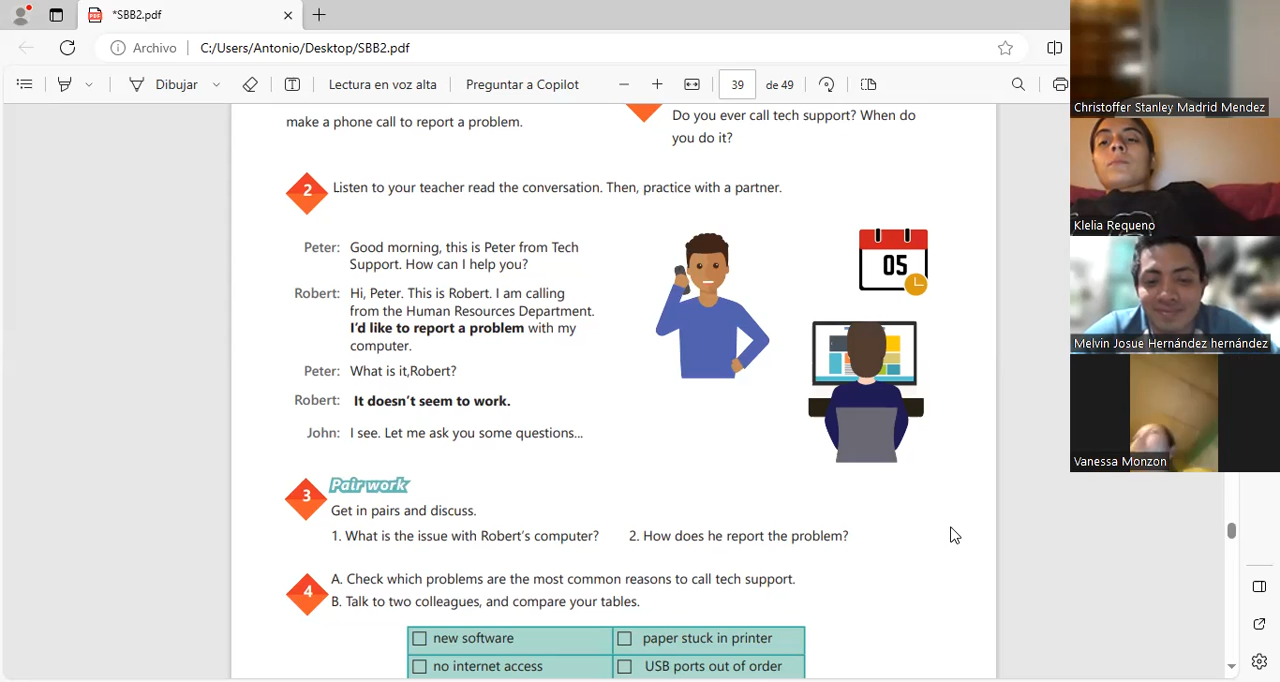 *SBB2.pdf
Archivo
C:/Users/Antonio/Desktop/SBB2.pdf
Dibujar
Lectura en voz alta
Preguntar a Copilot
39
de 49
make a phone call to report a problem.
Do you ever call tech support? When do
you do it?
2
Listen to your teacher read the conversation. Then, practice with a partner.
Peter: Good morning, this is Peter from Tech
Support. How can I help you?
Robert: Hi, Peter. This is Robert. I am calling
from the Human Resources Department.
I'd like to report a problem with my
computer.
Peter: What is it,Robert?
Robert: It doesn't seem to work.
John: I see. Let me ask you some questions...
05
3
Pair work
Get in pairs and discuss.
1. What is the issue with Robert's computer?
2. How does he report the problem?
4
A. Check which problems are the most common reasons to call tech support.
B. Talk to two colleagues, and compare your tables.
new software
paper stuck in printer
no internet access
USB ports out of order
Christoffer Stanley Madrid Mendez
Klelia Requeno
Melvin Josue Hernández hernández
Vanessa Monzon